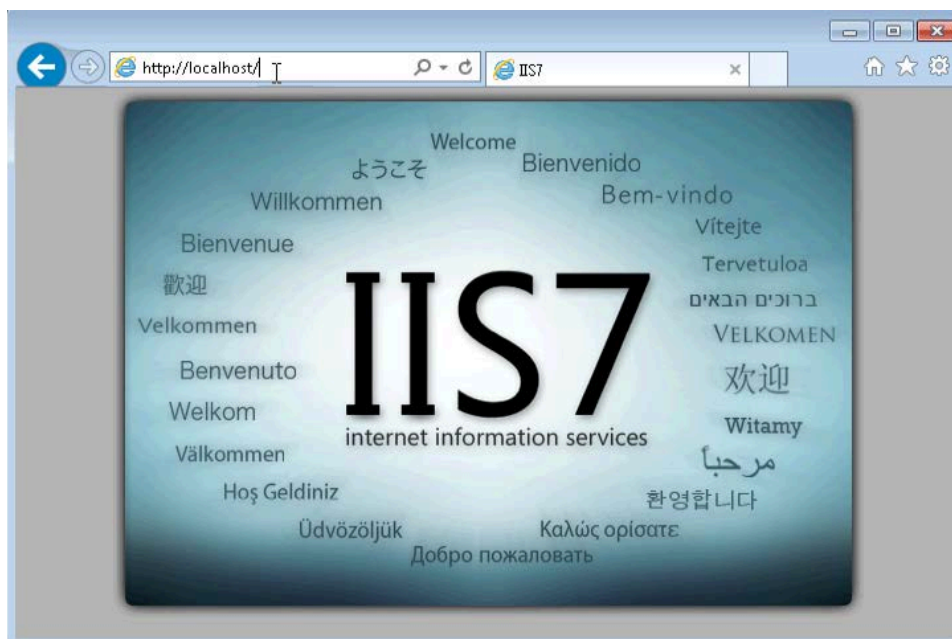 http://localhost/
IIS7
Welcome
ようこそ
Bienvenido
Willkommen
Bem-vindo
Vítejte
Bienvenue
Tervetuloa
歡迎
ברוכים הבאים
Velkommen
VELKOMEN
Benvenuto
欢迎
Welkom
Witamy
Välkommen
مرحباً
Hoş Geldiniz
환영합니다
Üdvözöljük
Καλώς ορίσατε
Добро пожаловать
IIS7
internet information services